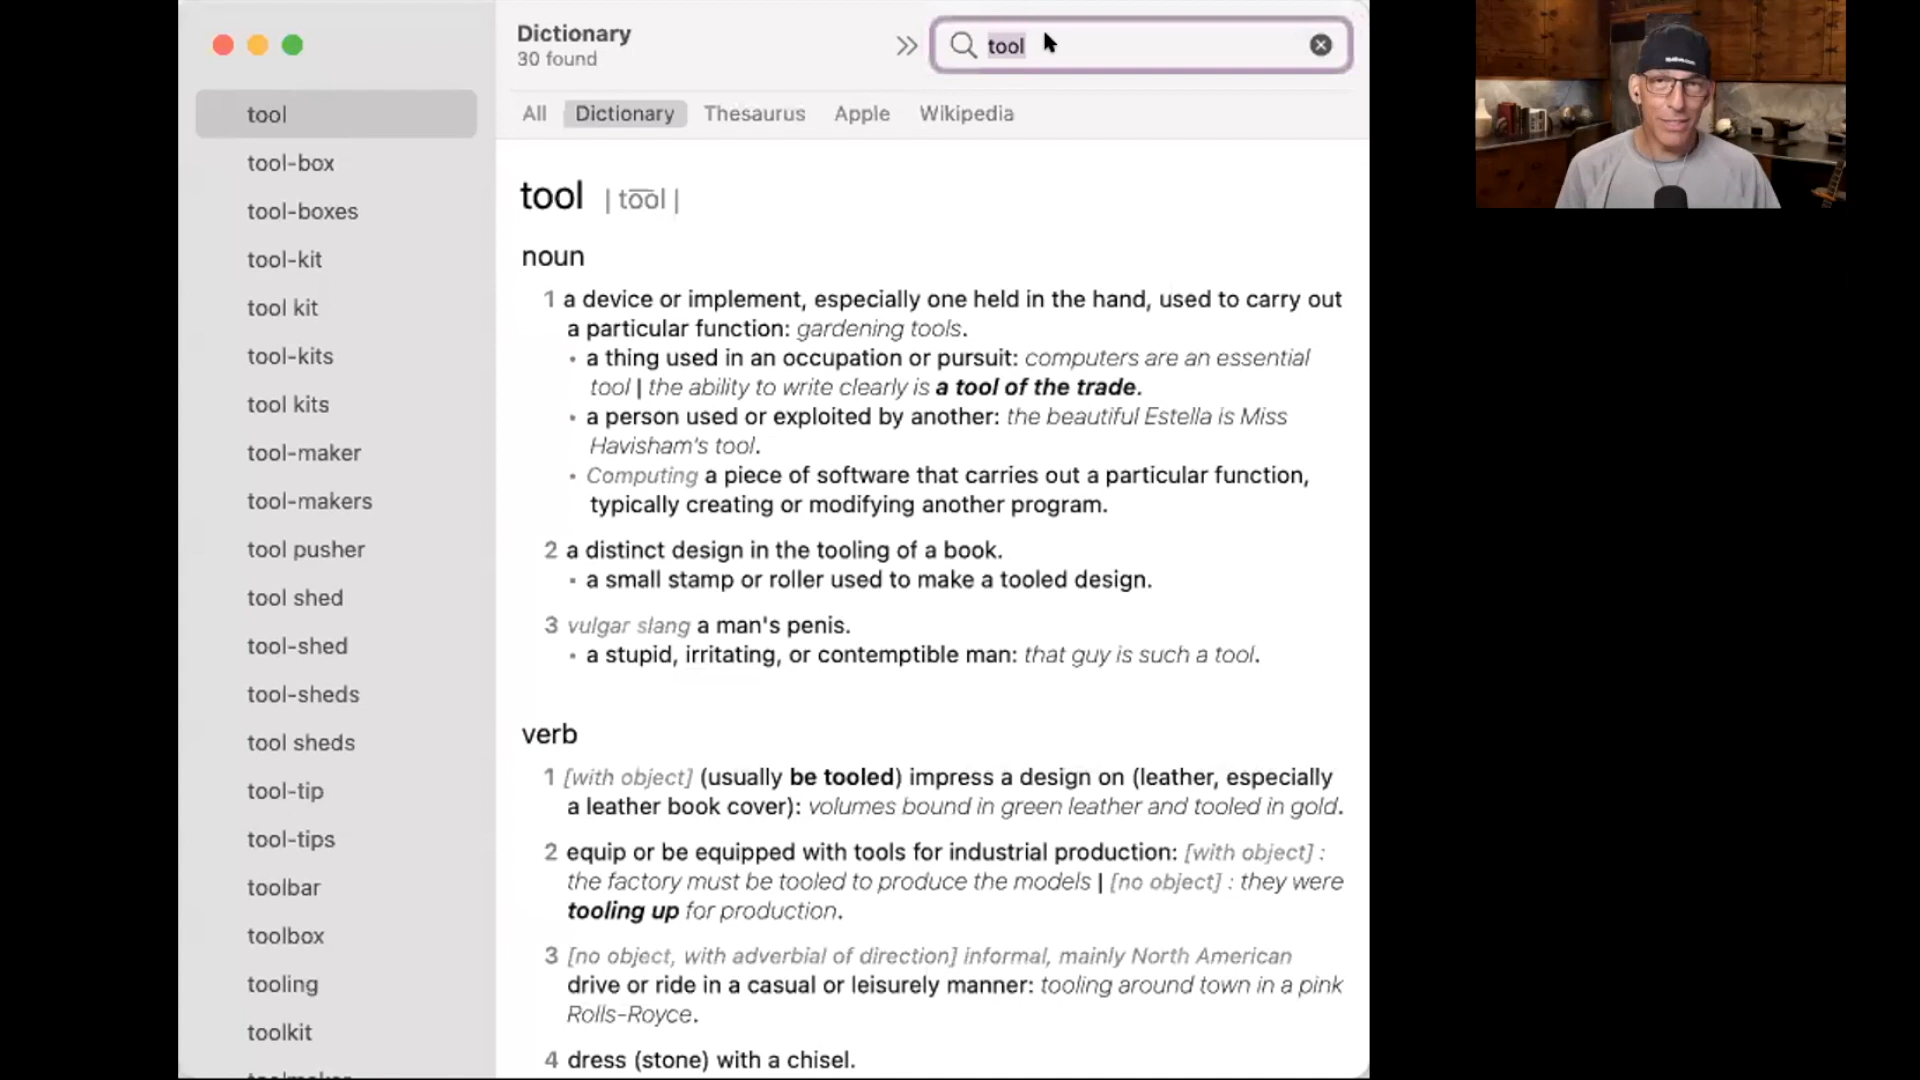 Dictionary
30 found
tool
All Dictionary Thesaurus Apple Wikipedia
tool
tool-box
tool-boxes
tool-kit
tool kit
tool-kits
tool kits
tool-maker
tool-makers
tool pusher
tool shed
tool-shed
tool-sheds
tool sheds
tool-tip
tool-tips
toolbar
toolbox
tooling
toolkit
tool | to͞ol |
noun
1 a device or implement, especially one held in the hand, used to carry out
a particular function: gardening tools.
• a thing used in an occupation or pursuit: computers are an essential
tool | the ability to write clearly is a tool of the trade.
• a person used or exploited by another: the beautiful Estella is Miss
Havisham's tool.
• Computing a piece of software that carries out a particular function,
typically creating or modifying another program.
2 a distinct design in the tooling of a book.
• a small stamp or roller used to make a tooled design.
3 vulgar slang a man's penis.
• a stupid, irritating, or contemptible man: that guy is such a tool.
verb
1 [with object] (usually be tooled) impress a design on (leather, especially
a leather book cover): volumes bound in green leather and tooled in gold.
2 equip or be equipped with tools for industrial production: [with object] :
the factory must be tooled to produce the models | [no object] : they were
tooling up for production.
3 [no object, with adverbial of direction] informal, mainly North American
drive or ride in a casual or leisurely manner: tooling around town in a pink
Rolls-Royce.
4 dress (stone) with a chisel.